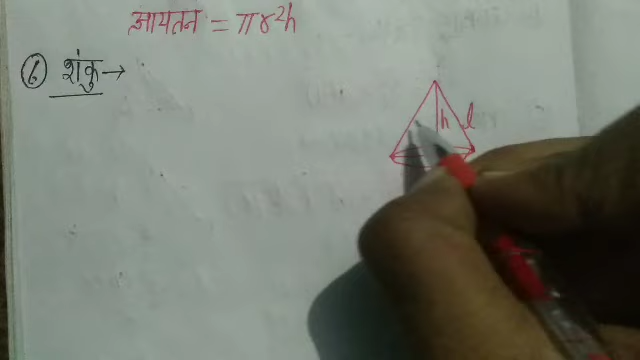 आयतन = πr²h
(6) शंकु →
h l